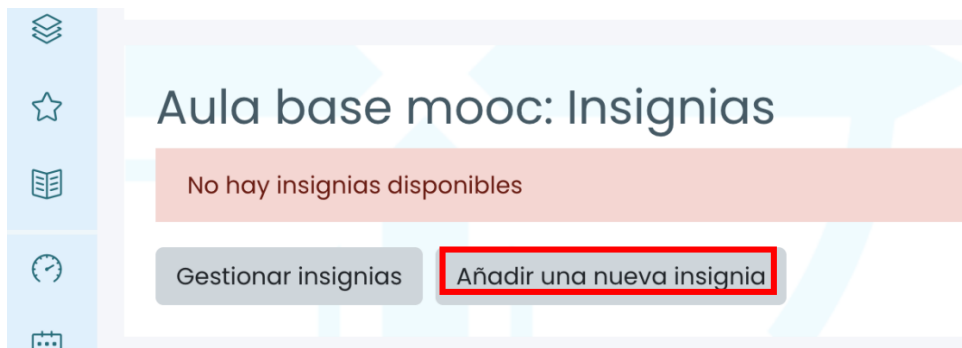 Aula base mooc: Insignias
No hay insignias disponibles
Gestionar insignias
Añadir una nueva insignia